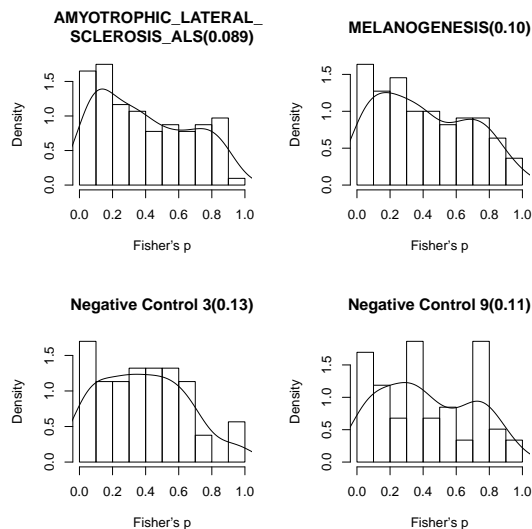 AMYOTROPHIC_LATERAL_
SCLEROSIS_ALS(0.089)
Density
0.0 0.5 1.0 1.5
0.0 0.2 0.4 0.6 0.8 1.0
Fisher's p
MELANOGENESIS(0.10)
Density
0.0 0.5 1.0 1.5
0.0 0.2 0.4 0.6 0.8 1.0
Fisher's p
Negative Control 3(0.13)
Density
0.0 0.5 1.0 1.5
0.0 0.2 0.4 0.6 0.8 1.0
Fisher's p
Negative Control 9(0.11)
Density
0.0 0.5 1.0 1.5
0.0 0.2 0.4 0.6 0.8 1.0
Fisher's p